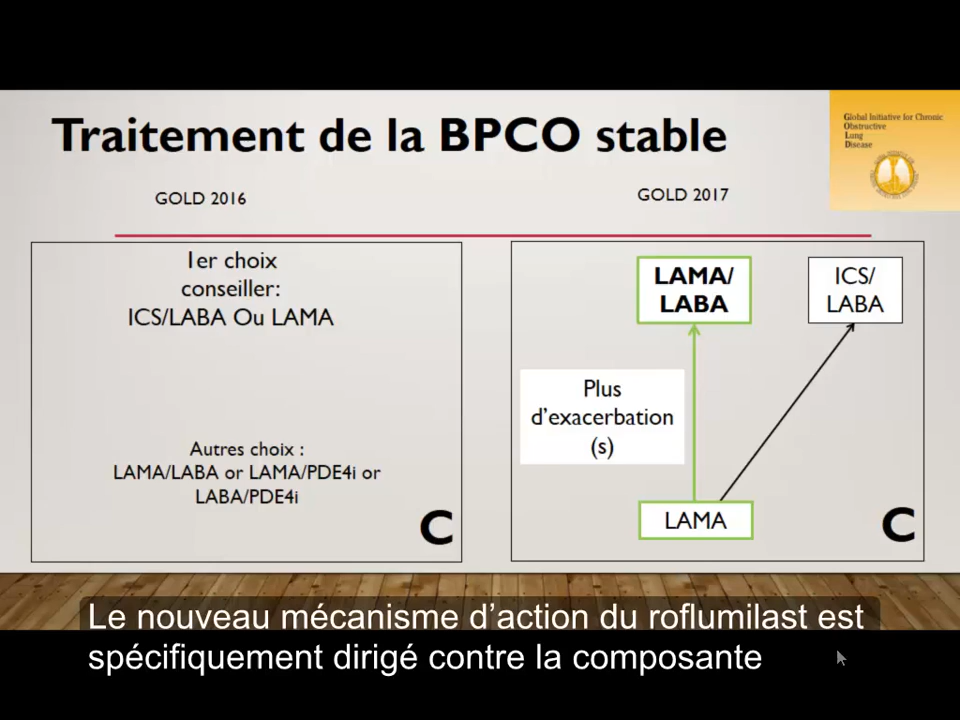 Traitement de la BPCO stable
Global Initiative for Chronic
Obstructive
Lung
Disease
GOLD 2016
GOLD 2017
1er choix
conseiller:
ICS/LABA Ou LAMA
Autres choix :
LAMA/LABA or LAMA/PDE4i or
LABA/PDE4i
C
LAMA/
LABA
ICS/
LABA
Plus
d’exacerbation
(s)
LAMA
C
Le nouveau mécanisme d’action du roflumilast est
spécifiquement dirigé contre la composante